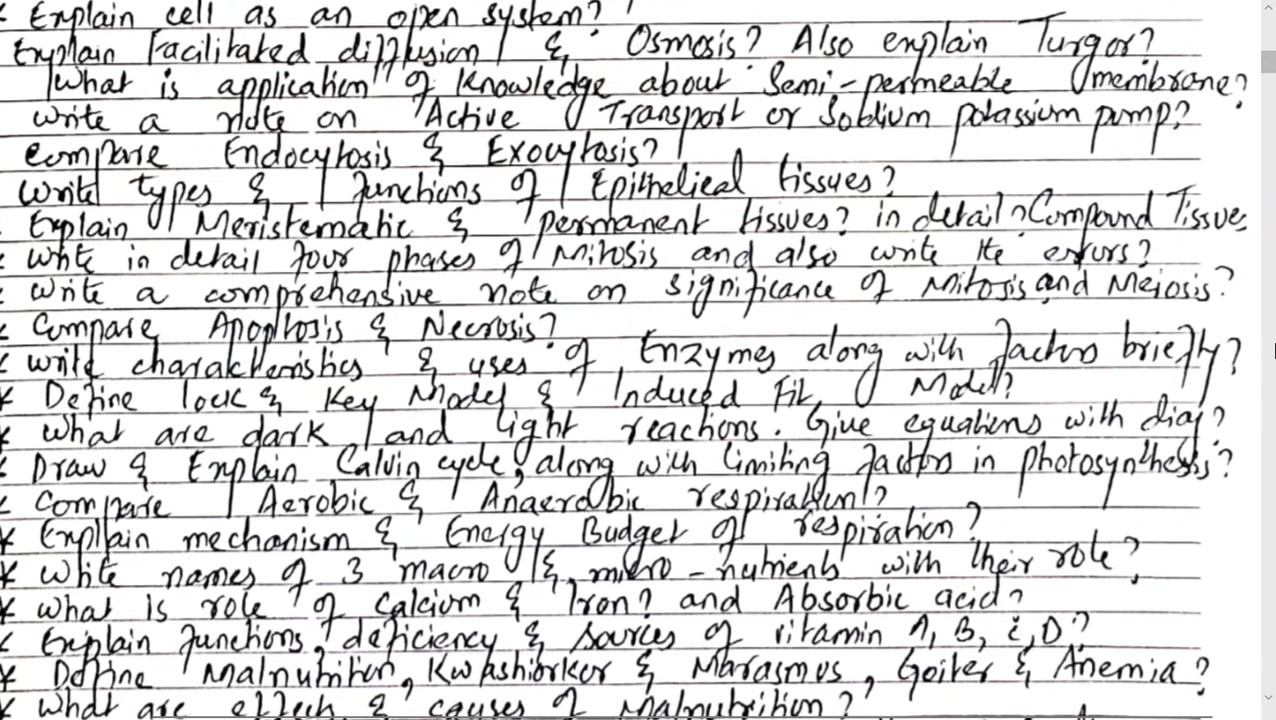 * Explain cell as an open system?
Explain Facilitated diffusion & Osmosis? Also explain Turgor?
What is application of knowledge about Semi-permeable membrane?
Write a note on Active Transport or Sodium potassium pump?
Compare Endocytosis & Exocytosis?
Write types & functions of Epithelical tissues?
Explain Meristematic & permanent tissues? in detail? Compound Tissue
* Write in detail four phases of Mitosis and also write its errors?
* Write a comprehensive note on significance of Mitosis and Meiosis?
* Compare Apoptosis & Necrosis?
* Write charakteristics & uses of Enzymes along with factors briefly?
* Define lock & Key Model & Induced Fit Model?
* What are dark and light reactions. Give equations with diag?
* Draw & Explain Calvin cycle, along with limiting factors in photosynthesis?
* Compare Aerobic & Anaerobic respiration?
* Expllain mechanism & Energy Budget of respiration?
* Write names of 3 macro & micro-nutrients with their role?
* What is role of Calcium & Iron? and Absorbic acid?
* Explain functions, deficiency & sources of vitamin A, B, C, D?
* Define Malnutrition, Kwashiorkor & Marasmus, Goiter & Anemia?
* What are effects & causes of Malnutrition?